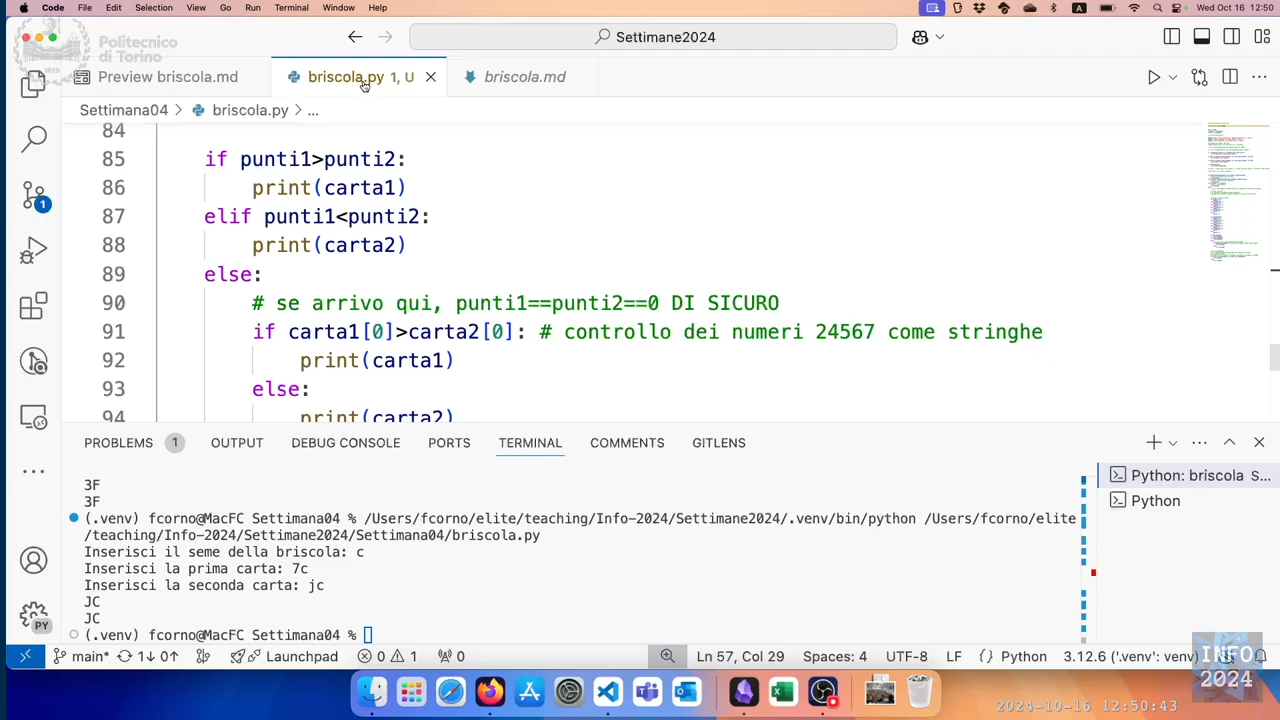 Code File Edit Selection View Go Run Terminal Window Help Wed Oct 16 12:50
Politecnico
di Torino
Settimane2024
Preview briscola.md briscola.py 1, U briscola.md
Settimana04 > briscola.py > ...
84
85 if punti1>punti2:
86 print(carta1)
87 elif punti1<punti2:
88 print(carta2)
89 else:
90 # se arrivo qui, punti1==punti2==0 DI SICURO
91 if carta1[0]>carta2[0]: # controllo dei numeri 24567 come stringhe
92 print(carta1)
93 else:
94 print(carta2)
PROBLEMS 1 OUTPUT DEBUG CONSOLE PORTS TERMINAL COMMENTS GITLENS
3F
3F
(.venv) fcorno@MacFC Settimana04 % /Users/fcorno/elite/teaching/Info-2024/Settimane2024/.venv/bin/python /Users/fcorno/elite
/teaching/Info-2024/Settimane2024/Settimana04/briscola.py
Inserisci il seme della briscola: c
Inserisci la prima carta: 7c
Inserisci la seconda carta: jc
JC
JC
(.venv) fcorno@MacFC Settimana04 %
Python: briscola S...
Python
1
PY
main* 1↓ 0↑ Launchpad 0 1 0 Ln 57, Col 29 Spaces: 4 UTF-8 LF {} Python 3.12.6 ('.venv': venv)
INFO
2024
2024-10-16 12:50:43